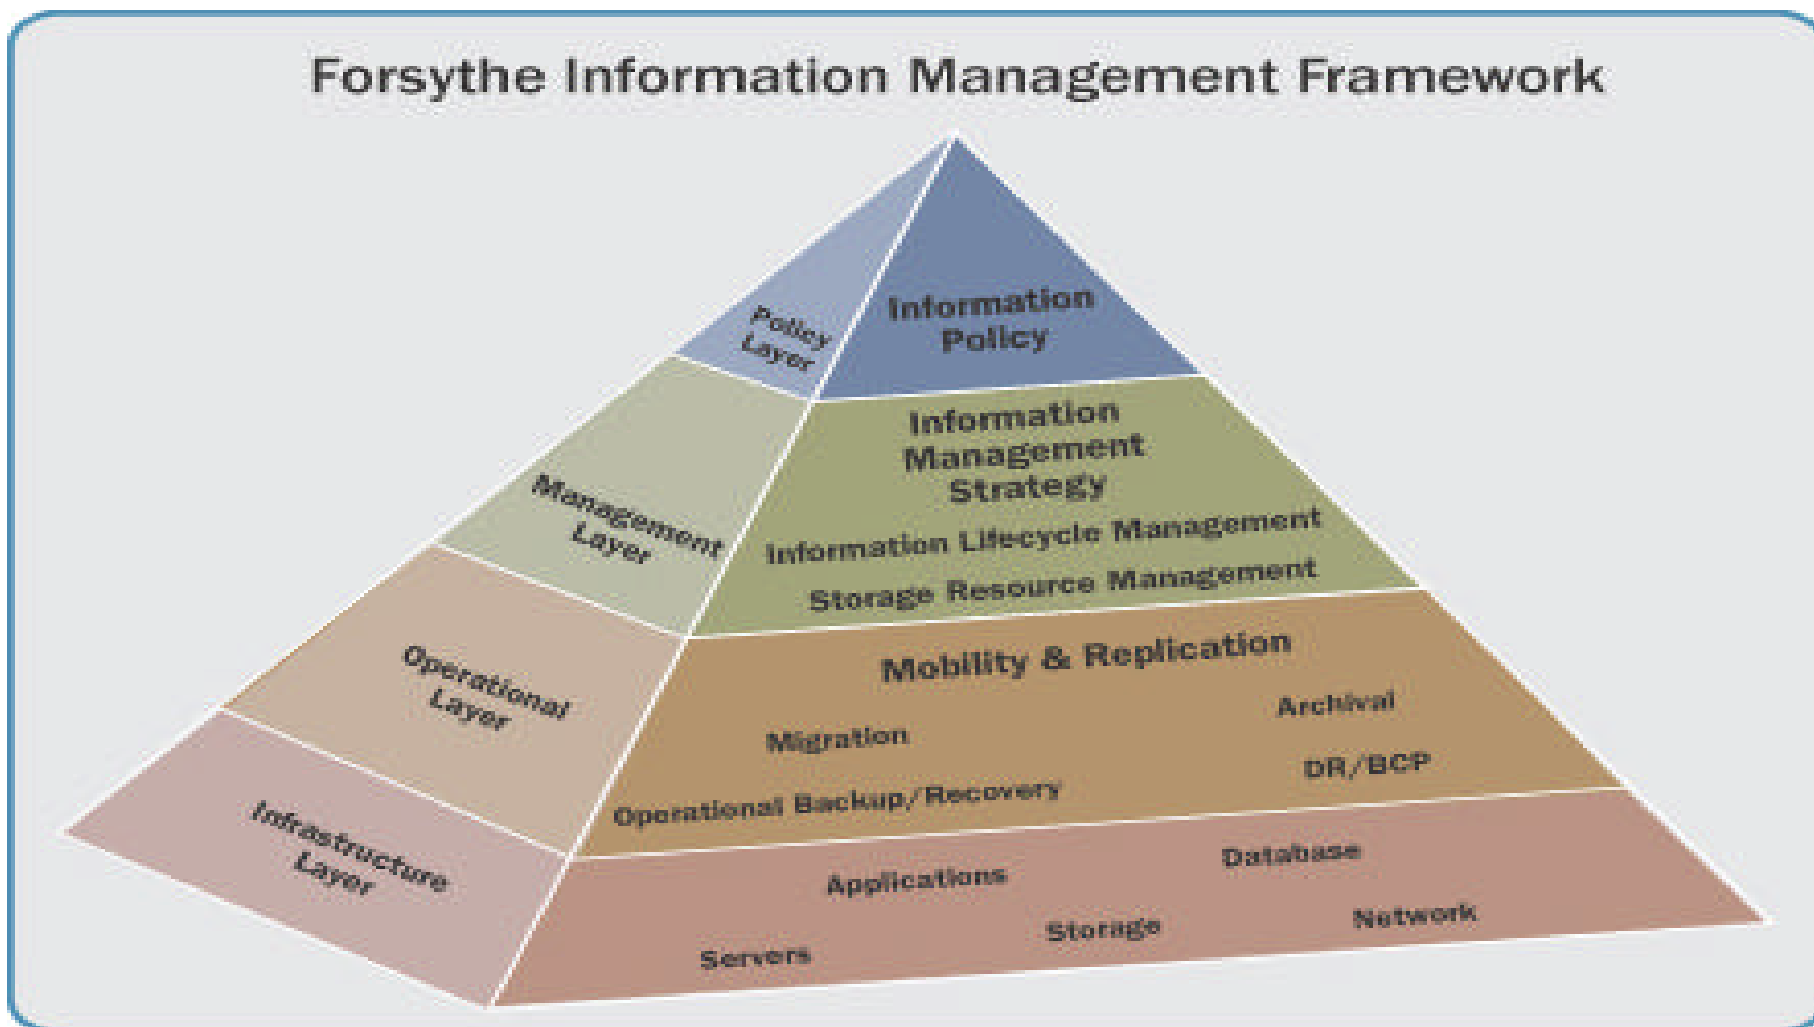 Forsythe Information Management Framework
Policy
Layer
Information
Policy
Management
Layer
Information
Management
Strategy
Information Lifecycle Management
Storage Resource Management
Operational
Layer
Mobility & Replication
Migration
Archival
Operational Backup/Recovery
DR/BCP
Infrastructure
Layer
Applications
Database
Servers
Storage
Network